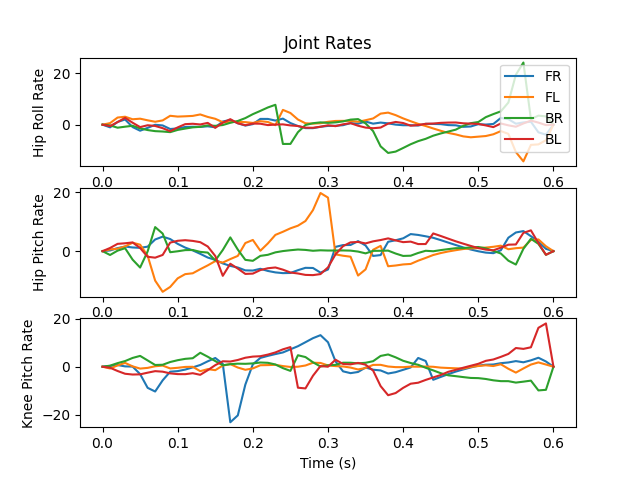 Joint Rates
Hip Roll Rate
20
0
FR
FL
BR
BL
0.0 0.1 0.2 0.3 0.4 0.5 0.6
Hip Pitch Rate
20
0
0.0 0.1 0.2 0.3 0.4 0.5 0.6
Knee Pitch Rate
20
0
−20
0.0 0.1 0.2 0.3 0.4 0.5 0.6
Time (s)